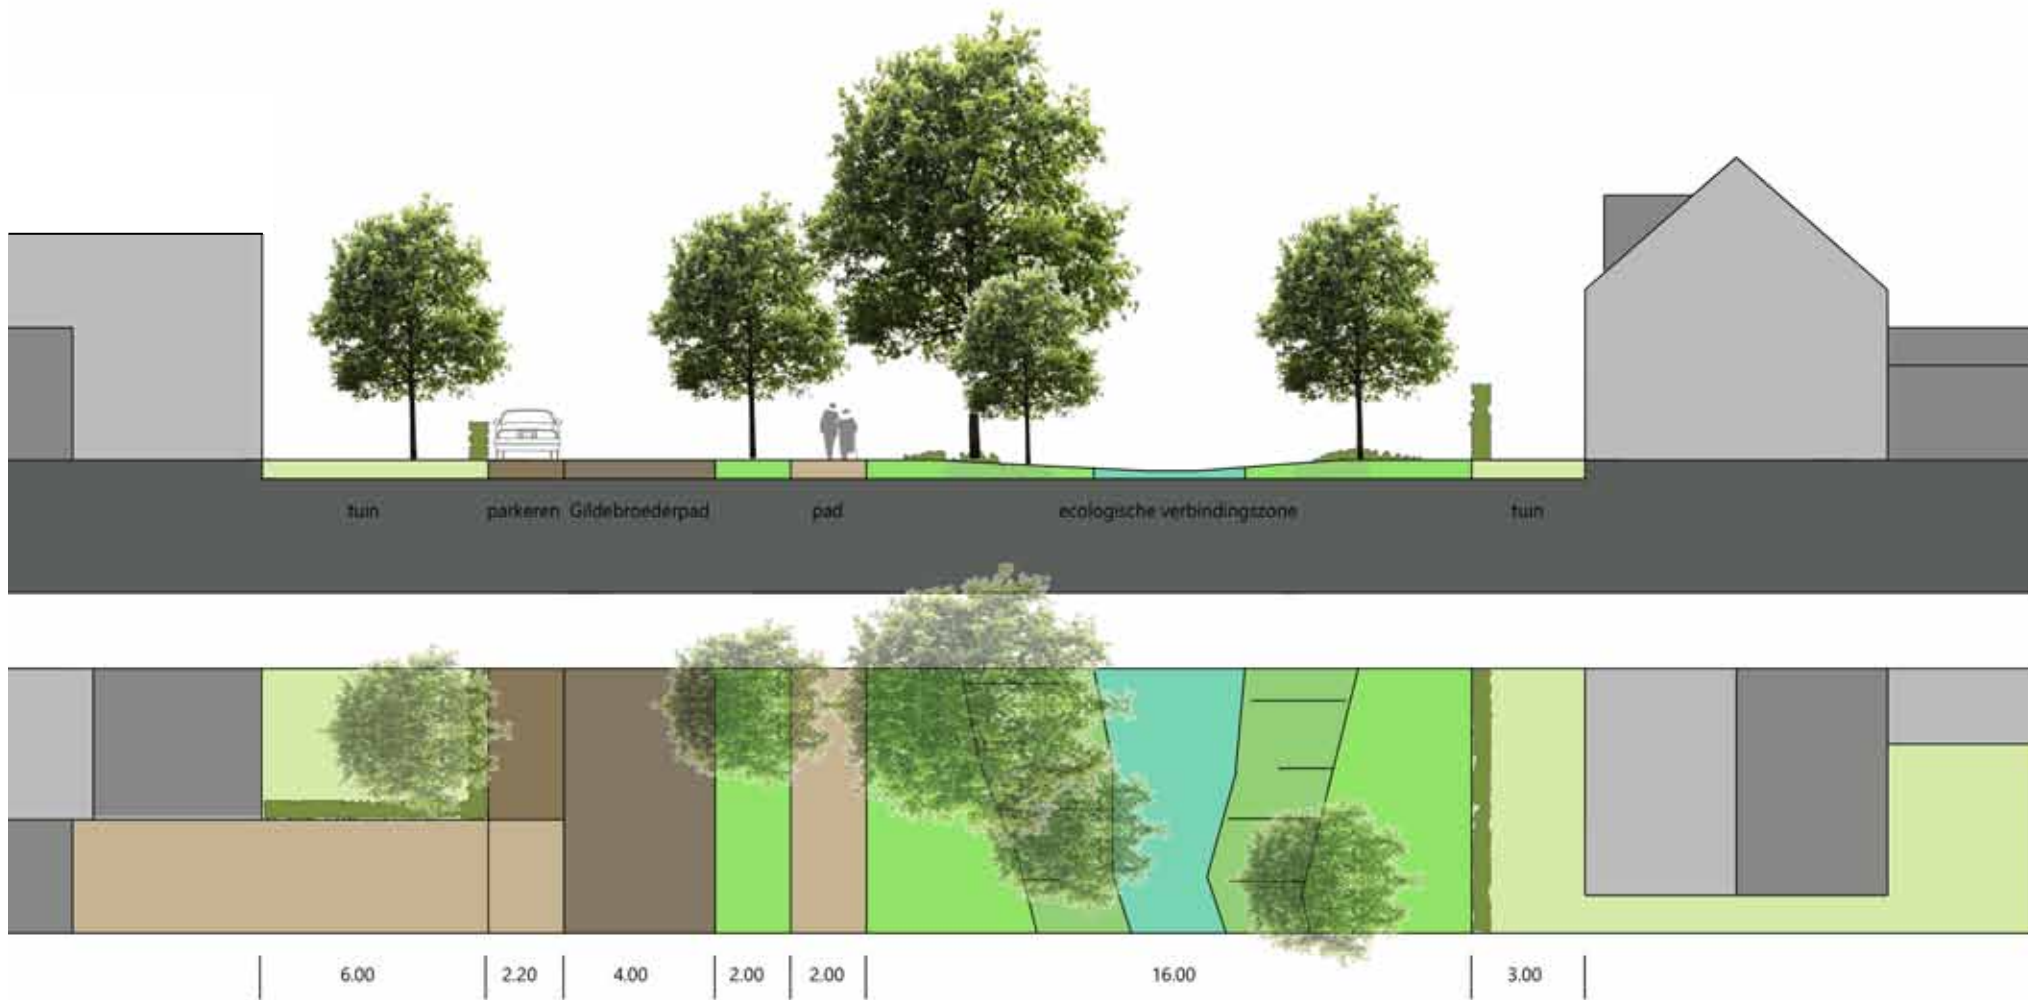 tuin parkeren Gildebroederpad pad ecologische verbindingszone tuin
6.00 2.20 4.00 2.00 2.00 16.00 3.00